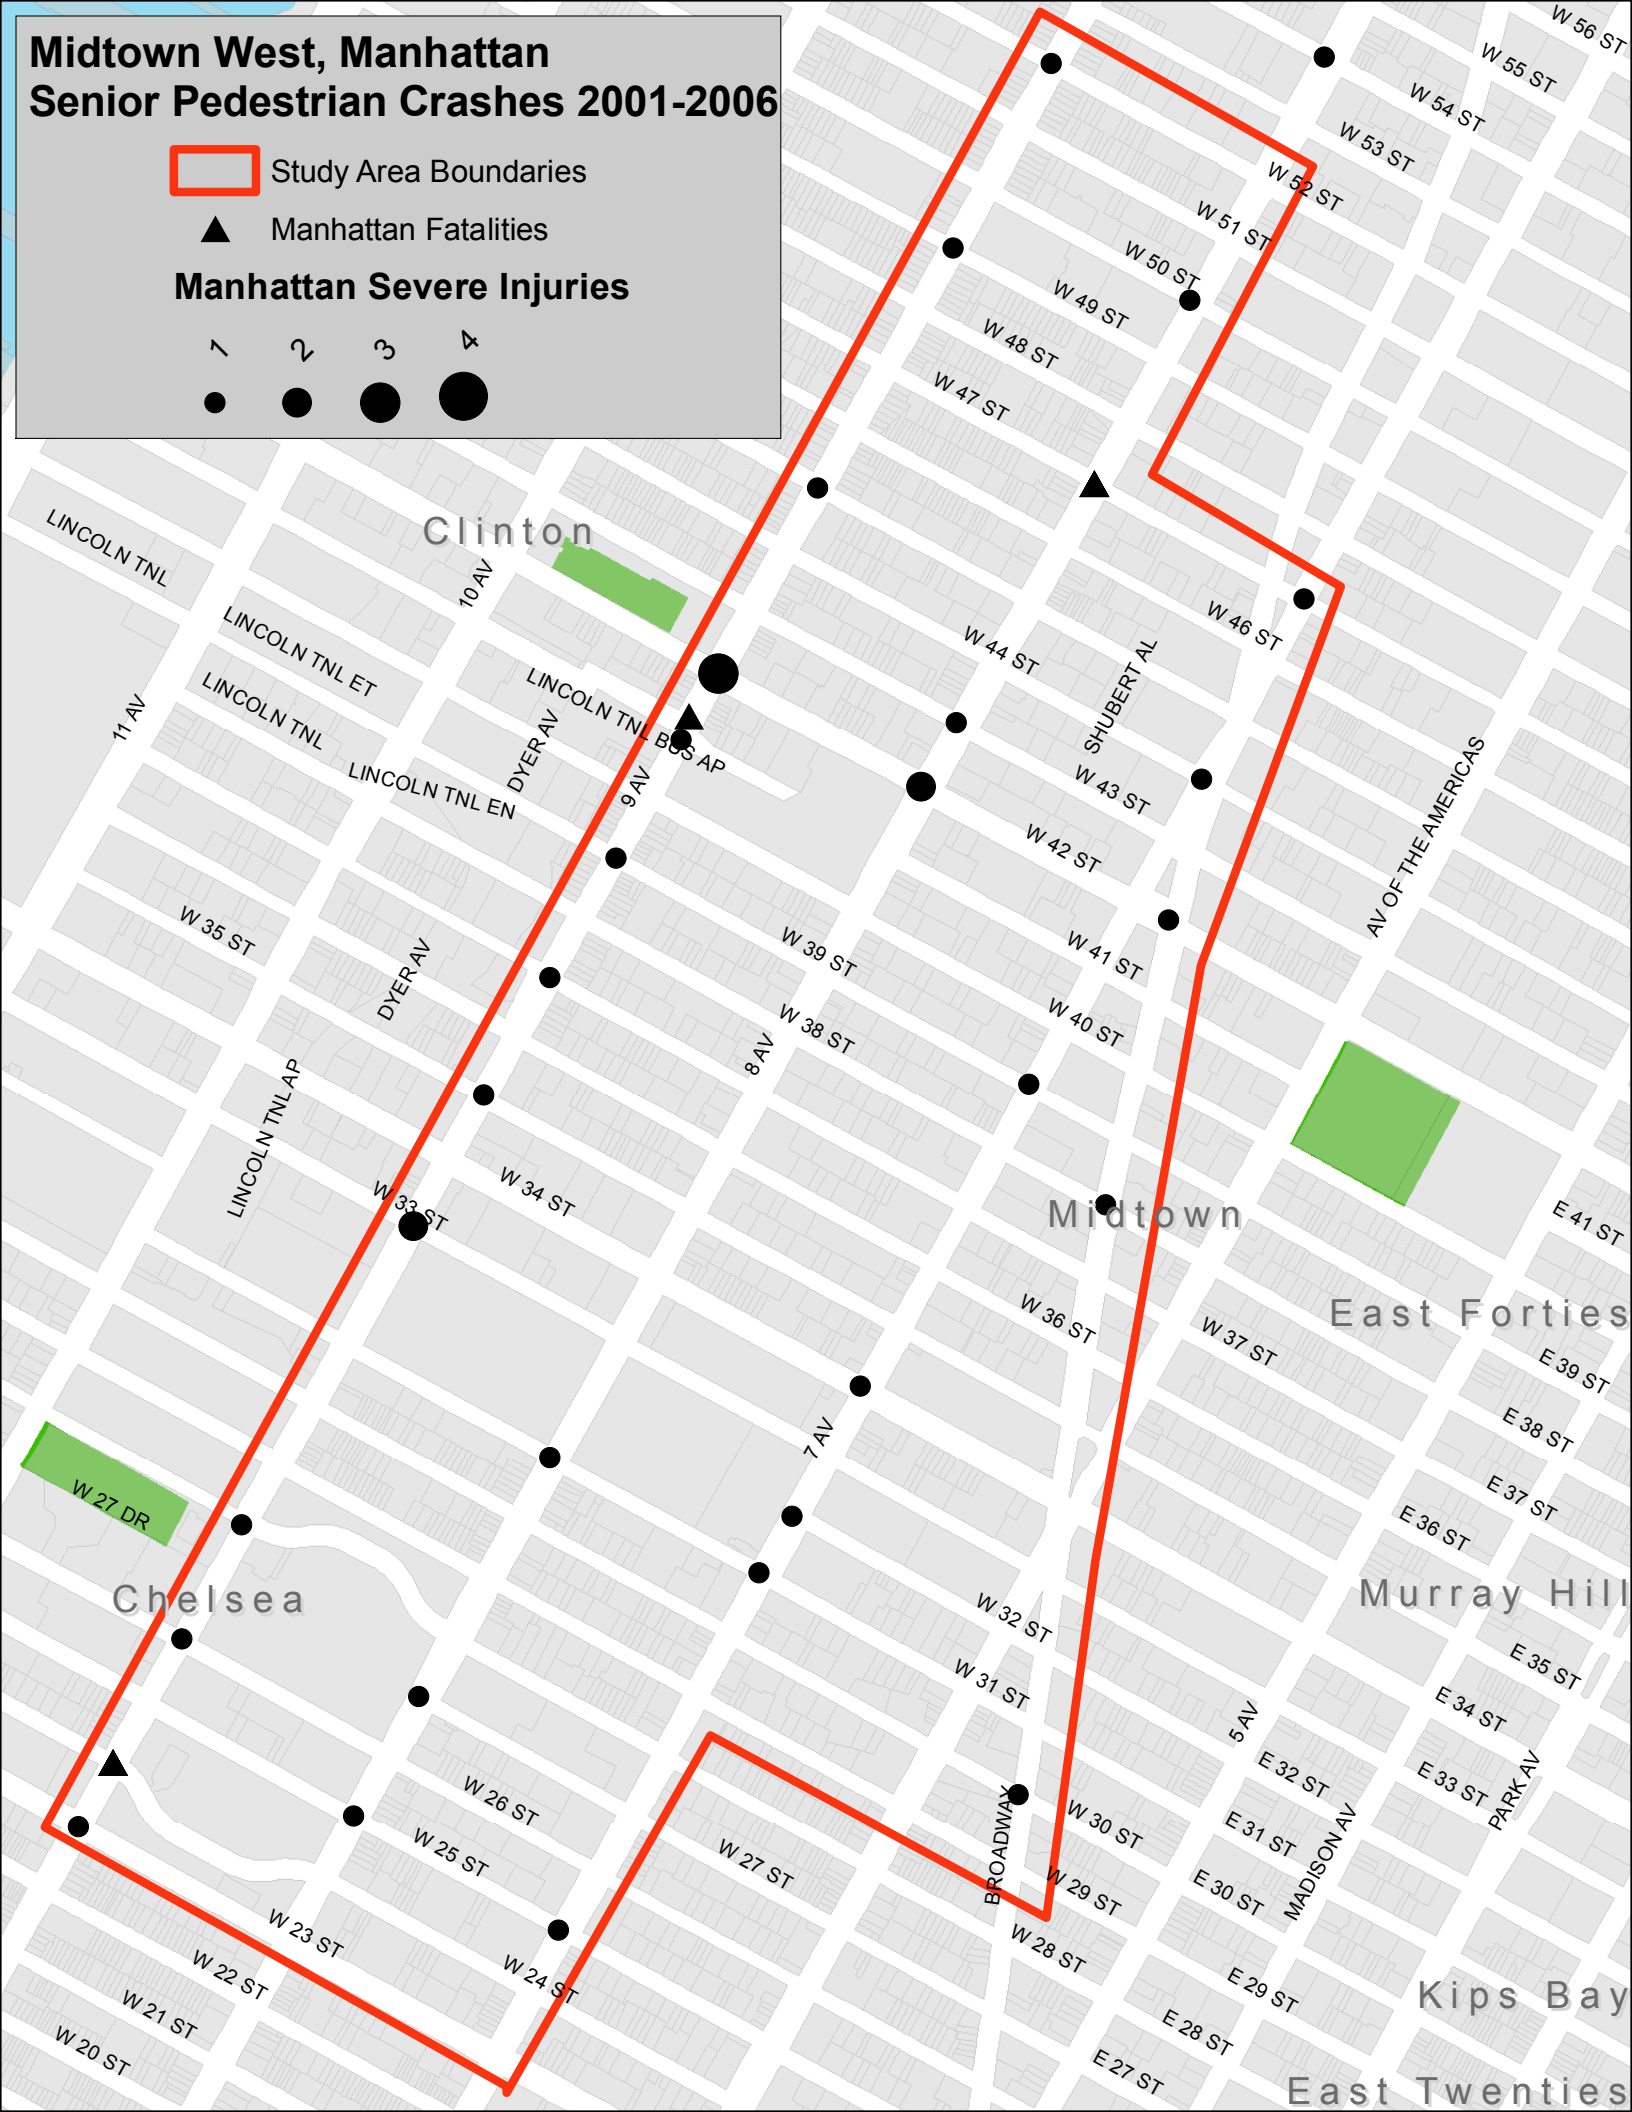 Midtown West, Manhattan
Senior Pedestrian Crashes 2001-2006
Study Area Boundaries
Manhattan Fatalities
Manhattan Severe Injuries
1
2
3
4
W 56 ST
W 55 ST
W 54 ST
W 53 ST
W 52 ST
W 51 ST
W 50 ST
W 49 ST
W 48 ST
W 47 ST
Clinton
LINCOLN TNL
10 AV
LINCOLN TNL ET
W 46 ST
W 44 ST
SHUBERT AL
LINCOLN TNL
11 AV
DYER AV
LINCOLN TNL BUS AP
LINCOLN TNL EN
9 AV
W 43 ST
AV OF THE AMERICAS
W 42 ST
W 35 ST
DYER AV
W 39 ST
W 41 ST
W 38 ST
W 40 ST
8 AV
LINCOLN TNL AP
W 33 ST
W 34 ST
Midtown
E 41 ST
W 36 ST
W 37 ST
East Forties
E 39 ST
7 AV
E 38 ST
W 27 DR
E 37 ST
E 36 ST
Chelsea
Murray Hill
W 32 ST
E 35 ST
W 31 ST
E 34 ST
5 AV
W 26 ST
E 32 ST
E 33 ST
PARK AV
BROADWAY
W 30 ST
E 31 ST
W 25 ST
W 27 ST
MADISON AV
W 29 ST
E 30 ST
W 23 ST
W 28 ST
W 22 ST
W 24 ST
E 29 ST
Kips Bay
W 21 ST
E 28 ST
W 20 ST
E 27 ST
East Twenties